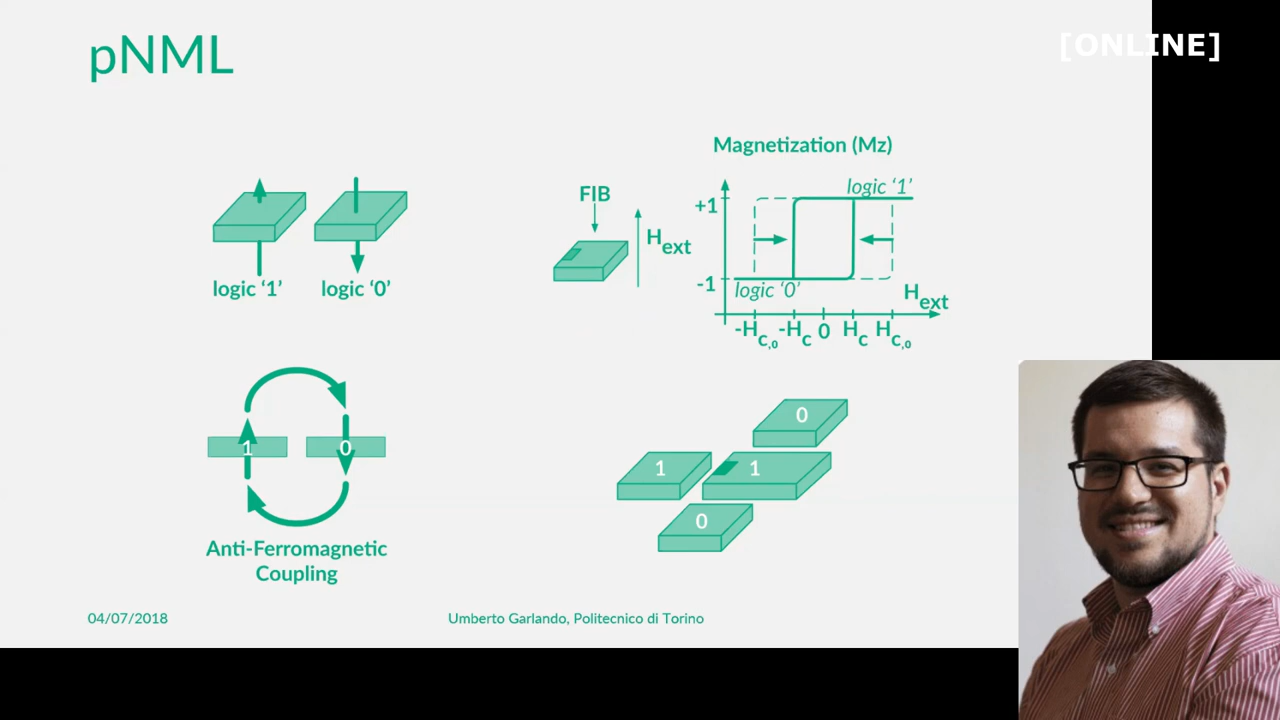 pNML
[ONLINE]
logic ‘1’
logic ‘0’
FIB
Hext
Magnetization (Mz)
+1
-1
logic ‘1’
logic ‘0’
Hext
-HC,0
-HC
0
HC
HC,0
1
0
Anti-Ferromagnetic
Coupling
0
1
1
0
04/07/2018
Umberto Garlando, Politecnico di Torino